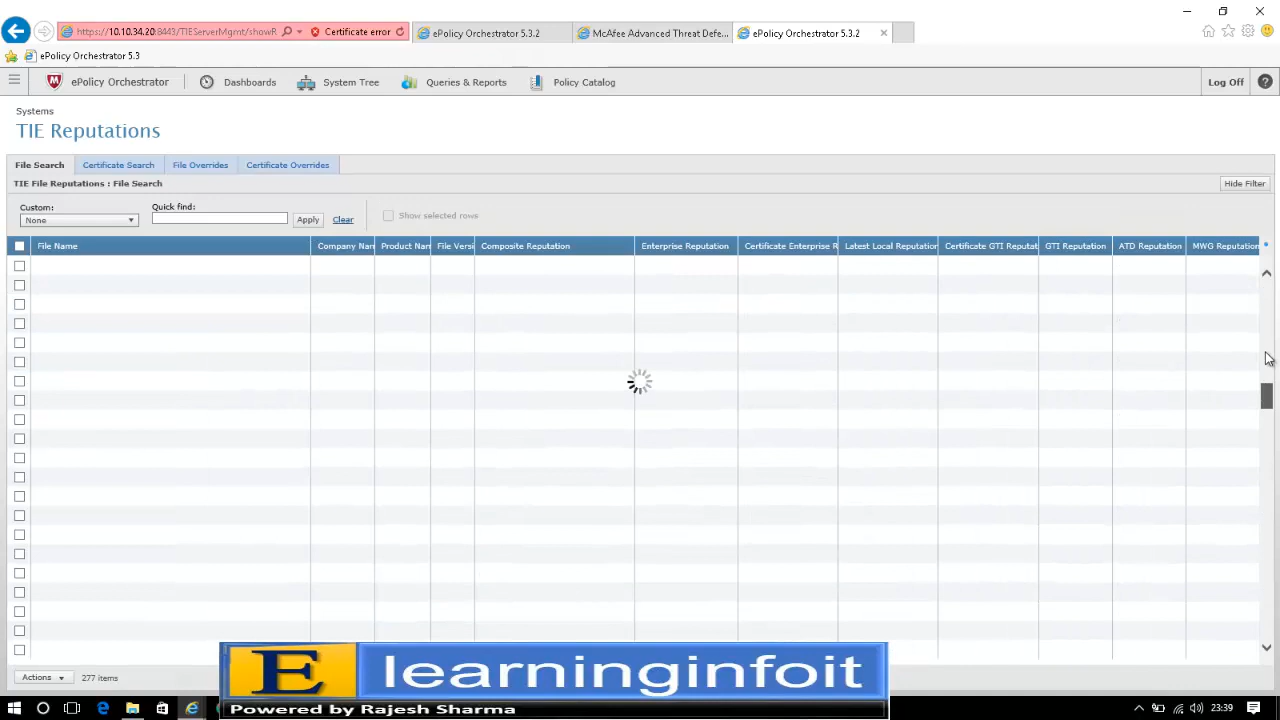 https://10.10.34.20:8443/TIEServerMgmt/showR
Certificate error
ePolicy Orchestrator 5.3.2
McAfee Advanced Threat Defe...
ePolicy Orchestrator 5.3.2
ePolicy Orchestrator 5.3
ePolicy Orchestrator
Dashboards
System Tree
Queries & Reports
Policy Catalog
Log Off
?
Systems
TIE Reputations
File Search
Certificate Search
File Overrides
Certificate Overrides
TIE File Reputations : File Search
Hide Filter
Custom:
Quick find:
None
Apply
Clear
Show selected rows
File Name
Company Nam
Product Nam
File Versi
Composite Reputation
Enterprise Reputation
Certificate Enterprise R
Latest Local Reputation
Certificate GTI Reputat
GTI Reputation
ATD Reputation
MWG Reputation
Actions
277 items
E
learninginfoit
Powered by Rajesh Sharma
23:39